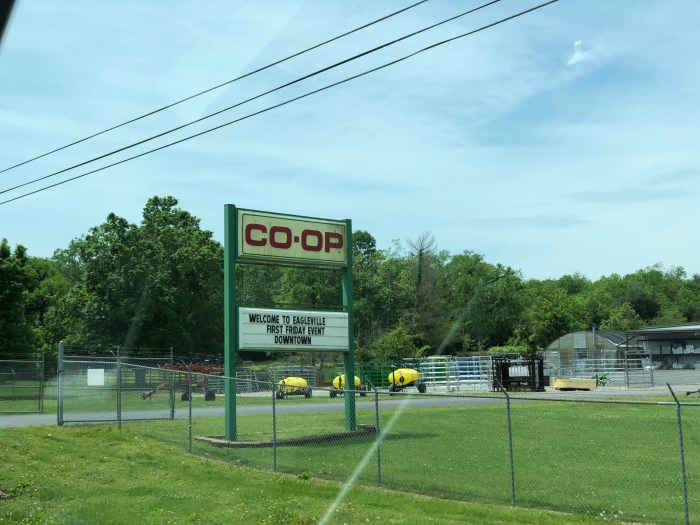 CO-OP
WELCOME TO EAGLEVILLE
FIRST FRIDAY EVENT
DOWNTOWN